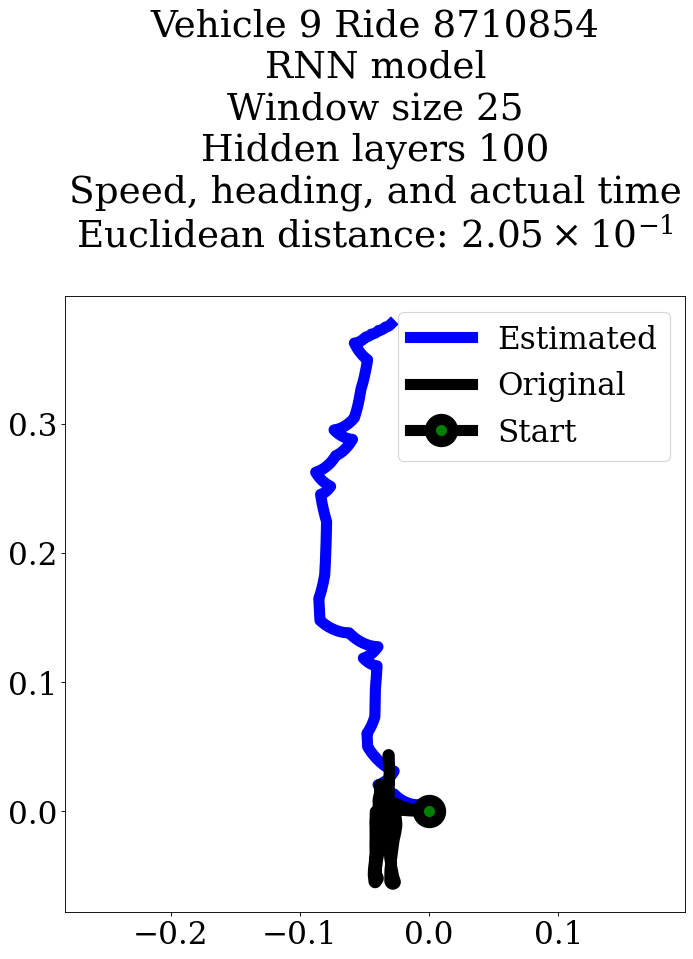 Vehicle 9 Ride 8710854
RNN model
Window size 25
Hidden layers 100
Speed, heading, and actual time
Euclidean distance: 2.05 × 10⁻¹
Estimated
Original
Start
0.3
0.2
0.1
0.0
−0.2 −0.1 0.0 0.1